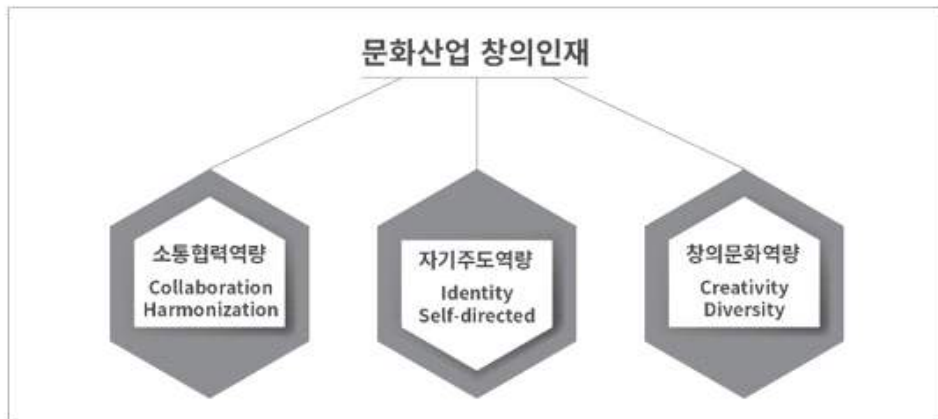 문화산업 창의인재
소통협력역량
Collaboration
Harmonization
자기주도역량
Identity
Self-directed
창의문화역량
Creativity
Diversity